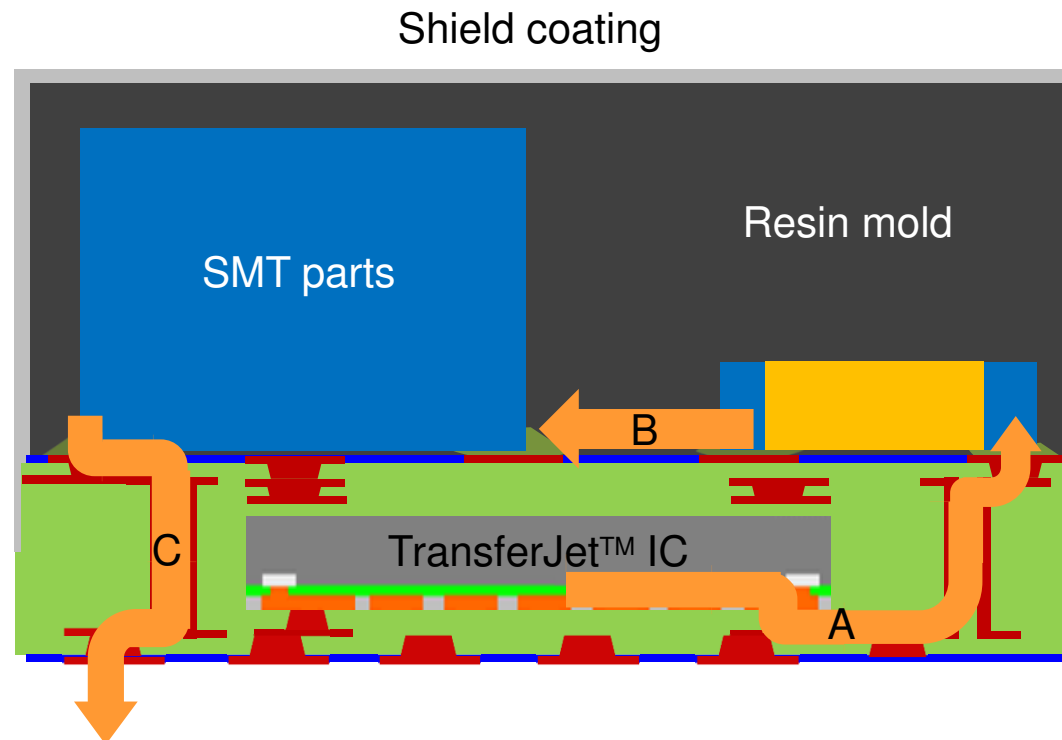 Shield coating
Resin mold
SMT parts
B
C
TransferJet™ IC
A